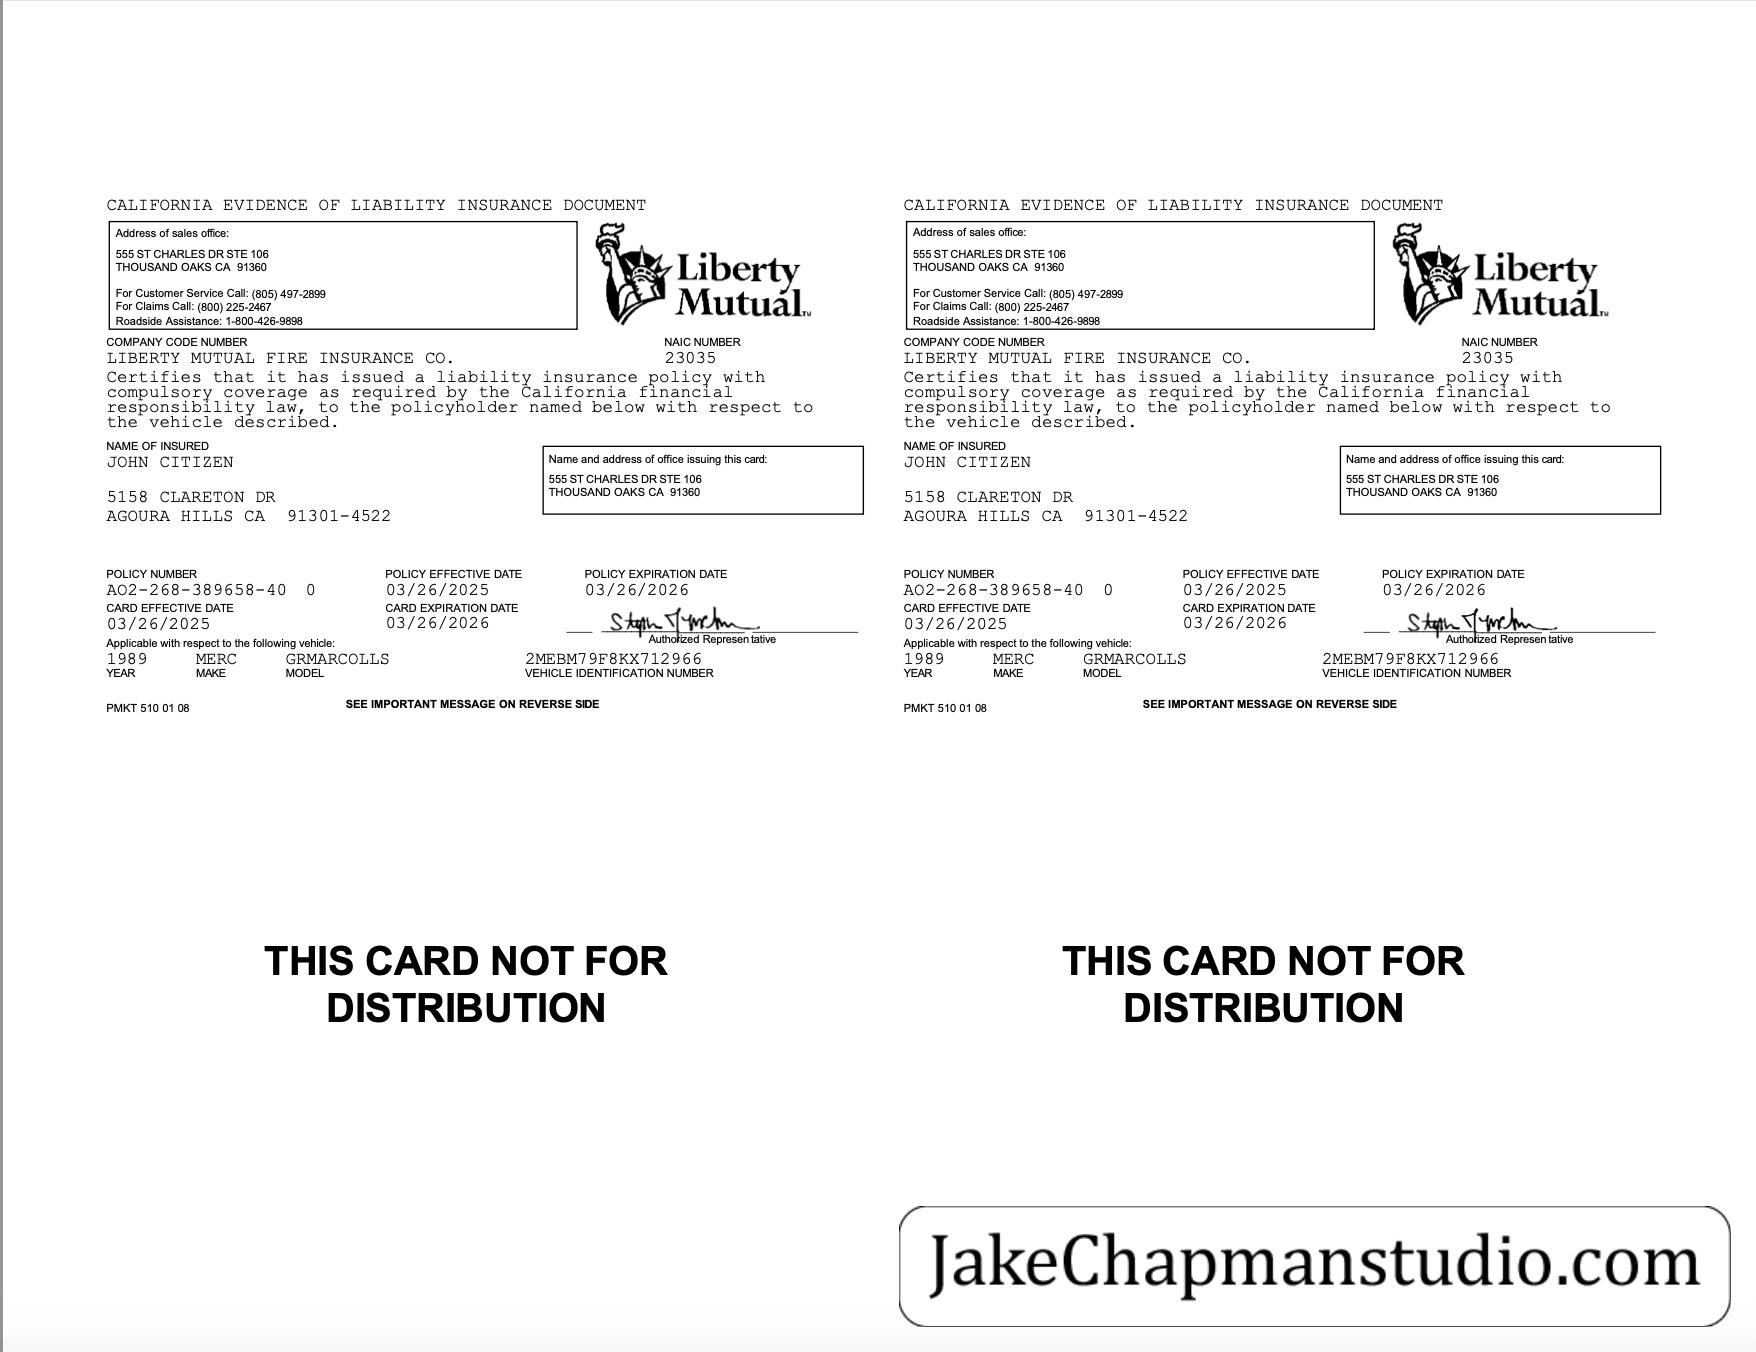 CALIFORNIA EVIDENCE OF LIABILITY INSURANCE DOCUMENT
Address of sales office:
555 ST CHARLES DR STE 106
THOUSAND OAKS CA 91360
For Customer Service Call: (805) 497-2899
For Claims Call: (800) 225-2467
Roadside Assistance: 1-800-426-9898
Liberty
Mutual TM
COMPANY CODE NUMBER NAIC NUMBER
LIBERTY MUTUAL FIRE INSURANCE CO. 23035
Certifies that it has issued a liability insurance policy with
compulsory coverage as required by the California financial
responsibility law, to the policyholder named below with respect to
the vehicle described.
NAME OF INSURED
JOHN CITIZEN
5158 CLARETON DR
AGOURA HILLS CA 91301-4522
Name and address of office issuing this card:
555 ST CHARLES DR STE 106
THOUSAND OAKS CA 91360
POLICY NUMBER POLICY EFFECTIVE DATE POLICY EXPIRATION DATE
AO2-268-389658-40 0 03/26/2025 03/26/2026
CARD EFFECTIVE DATE CARD EXPIRATION DATE
03/26/2025 03/26/2026
Authorized Represen tative
Applicable with respect to the following vehicle:
1989 MERC GRMARCOLLS 2MEBM79F8KX712966
YEAR MAKE MODEL VEHICLE IDENTIFICATION NUMBER
PMKT 510 01 08 SEE IMPORTANT MESSAGE ON REVERSE SIDE
THIS CARD NOT FOR
DISTRIBUTION
CALIFORNIA EVIDENCE OF LIABILITY INSURANCE DOCUMENT
Address of sales office:
555 ST CHARLES DR STE 106
THOUSAND OAKS CA 91360
For Customer Service Call: (805) 497-2899
For Claims Call: (800) 225-2467
Roadside Assistance: 1-800-426-9898
Liberty
Mutual TM
COMPANY CODE NUMBER NAIC NUMBER
LIBERTY MUTUAL FIRE INSURANCE CO. 23035
Certifies that it has issued a liability insurance policy with
compulsory coverage as required by the California financial
responsibility law, to the policyholder named below with respect to
the vehicle described.
NAME OF INSURED
JOHN CITIZEN
5158 CLARETON DR
AGOURA HILLS CA 91301-4522
Name and address of office issuing this card:
555 ST CHARLES DR STE 106
THOUSAND OAKS CA 91360
POLICY NUMBER POLICY EFFECTIVE DATE POLICY EXPIRATION DATE
AO2-268-389658-40 0 03/26/2025 03/26/2026
CARD EFFECTIVE DATE CARD EXPIRATION DATE
03/26/2025 03/26/2026
Authorized Represen tative
Applicable with respect to the following vehicle:
1989 MERC GRMARCOLLS 2MEBM79F8KX712966
YEAR MAKE MODEL VEHICLE IDENTIFICATION NUMBER
PMKT 510 01 08 SEE IMPORTANT MESSAGE ON REVERSE SIDE
THIS CARD NOT FOR
DISTRIBUTION
JakeChapmanstudio.com